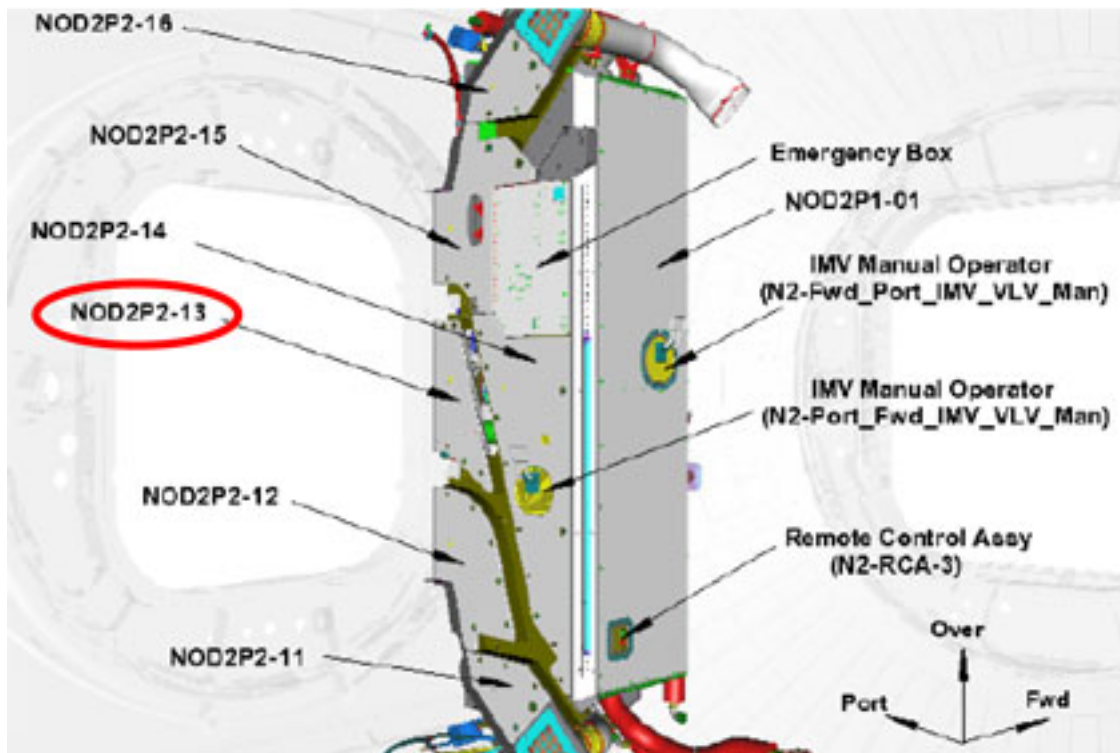 NOD2P2-16
NOD2P2-15
NOD2P2-14
NOD2P2-13
NOD2P2-12
NOD2P2-11
Emergency Box
NOD2P1-01
IMV Manual Operator
(N2-Fwd_Port_IMV_VLV_Man)
IMV Manual Operator
(N2-Port_Fwd_IMV_VLV_Man)
Remote Control Assy
(N2-RCA-3)
Over
Port
Fwd